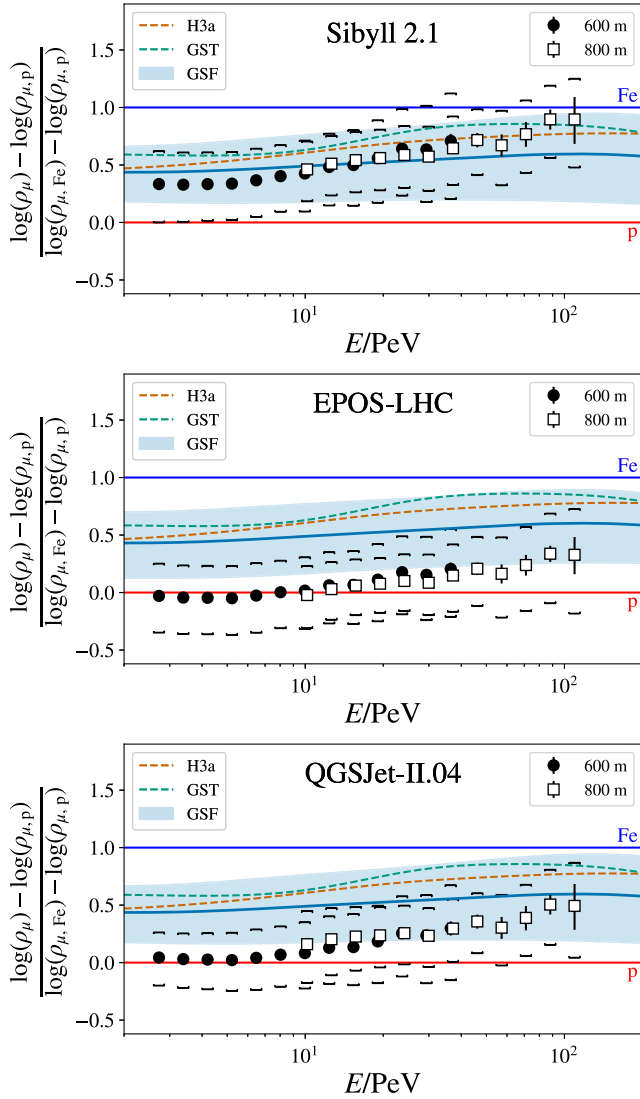 Sibyll 2.1
H3a
GST
GSF
600 m
800 m
Fe
p
1.5
1.0
0.5
0.0
−0.5
log(ρμ) − log(ρμ, p)
log(ρμ, Fe) − log(ρμ, p)
10¹
10²
E/PeV
EPOS-LHC
H3a
GST
GSF
600 m
800 m
Fe
p
1.5
1.0
0.5
0.0
−0.5
log(ρμ) − log(ρμ, p)
log(ρμ, Fe) − log(ρμ, p)
10¹
10²
E/PeV
QGSJet-II.04
H3a
GST
GSF
600 m
800 m
Fe
p
1.5
1.0
0.5
0.0
−0.5
log(ρμ) − log(ρμ, p)
log(ρμ, Fe) − log(ρμ, p)
10¹
10²
E/PeV